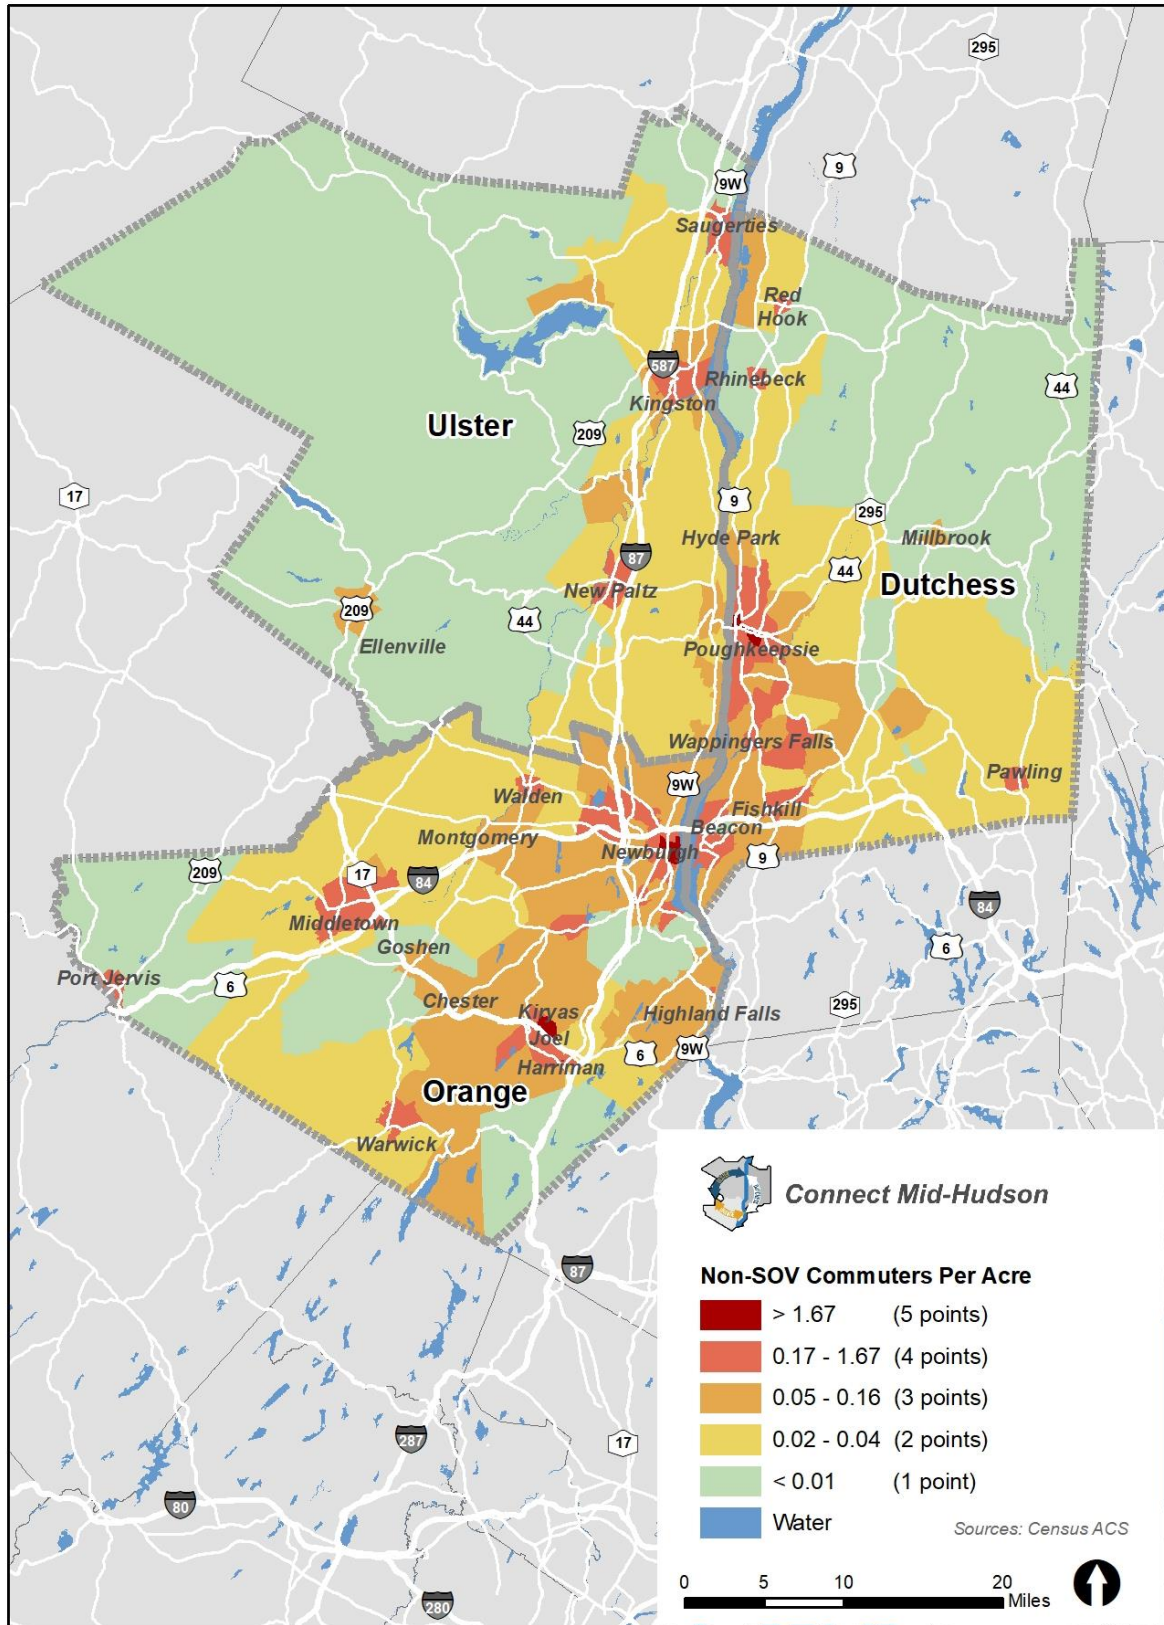 295
9
9W
Saugerties
Red
Hook
587
Rhinebeck
44
Kingston
Ulster
209
17
9
295
Hyde Park
Millbrook
87
44
New Paltz
Dutchess
209
44
Ellenville
Poughkeepsie
Wappingers Falls
Pawling
9W
Walden
Fishkill
Montgomery
Beacon
Newburgh
9
209
17
84
84
Middletown
Goshen
6
Port Jervis
6
Chester
Kiryas
Joel
Highland Falls
295
9W
6
Harriman
Orange
Warwick
Connect Mid-Hudson
87
Non-SOV Commuters Per Acre
> 1.67 (5 points)
0.17 - 1.67 (4 points)
0.05 - 0.16 (3 points)
0.02 - 0.04 (2 points)
< 0.01 (1 point)
Water
Sources: Census ACS
287
17
80
280
0 5 10 20
Miles